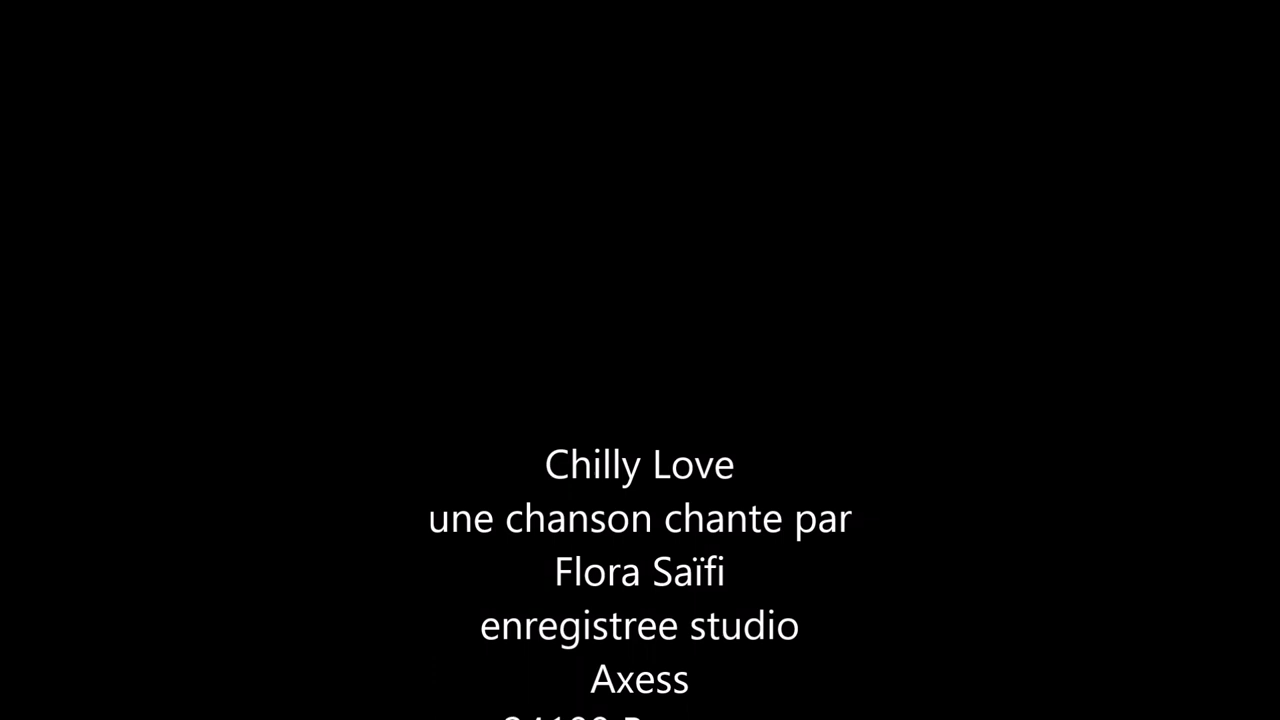 Chilly Love
une chanson chante par
Flora Saïfi
enregistree studio
Axess